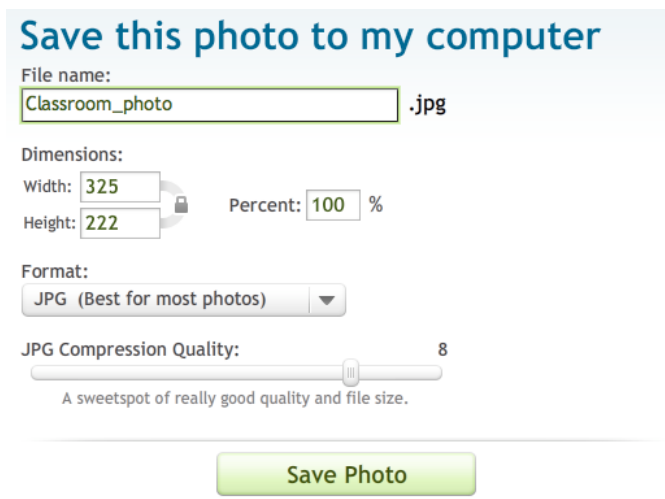 Save this photo to my computer
File name:
Classroom_photo .jpg
Dimensions:
Width: 325
Percent: 100 %
Height: 222
Format:
JPG (Best for most photos)
JPG Compression Quality: 8
A sweetspot of really good quality and file size.
Save Photo